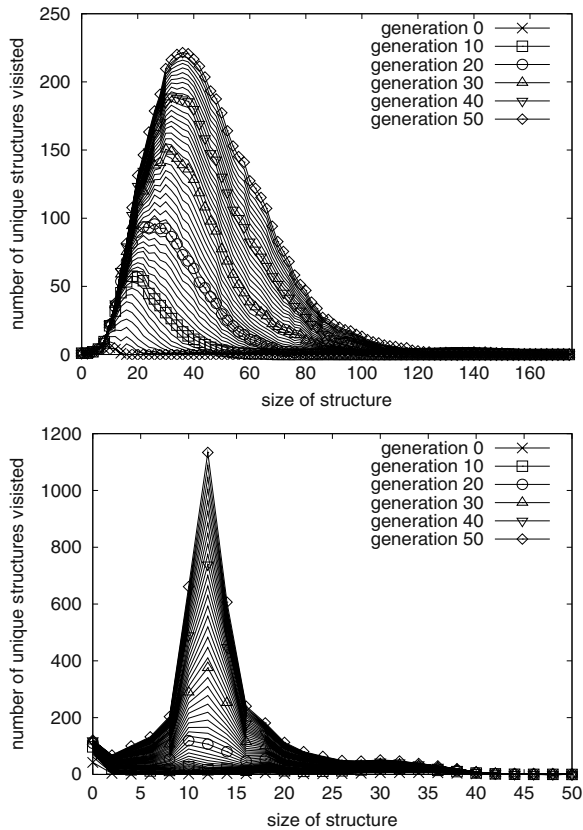 250
200
150
100
50
0
number of unique structures visisted
generation 0
generation 10
generation 20
generation 30
generation 40
generation 50
0 20 40 60 80 100 120 140 160
size of structure
1200
1000
800
600
400
200
0
number of unique structures visisted
generation 0
generation 10
generation 20
generation 30
generation 40
generation 50
0 5 10 15 20 25 30 35 40 45 50
size of structure